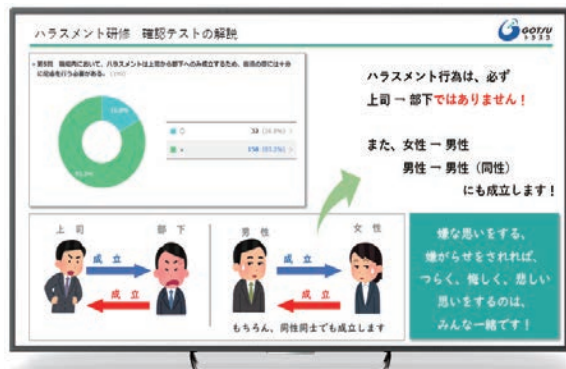 ハラスメント研修 確認テストの解説
GOTSU
ハラスメント行為は、必ず
上司→部下ではありません!
また、女性→男性
男性→男性(同性)
にも成立します!
上司
部下
成立
成立
男性
女性
成立
成立
もちろん、同性同士でも成立します
嫌な思いをする、
嫌がらせをされれば、
つらく、悔しく、悲しい
思いをするのは、
みんな一緒です!